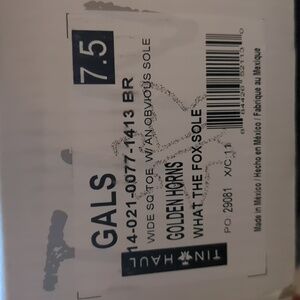 7.5
GALS
14-021-0077-1413 BR
WIDE SQ TOE, W/ AN OBVIOUS SOLE
GOLDEN HORNS
WHAT THE FOX SOLE
PO 29081 X/C 11
Made in Mexico / Hecho en México / Fabriqué au Mexique
TIN HAUL